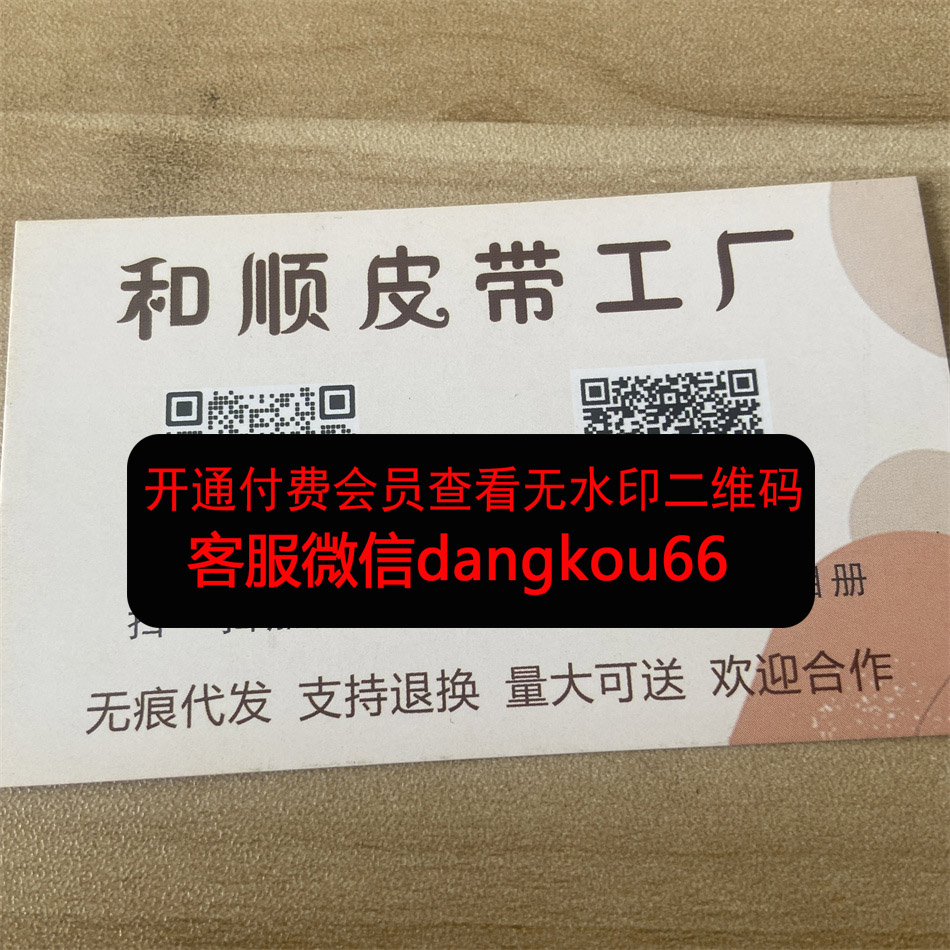 和顺皮带工厂
开通付费会员查看无水印二维码
客服微信dangkou66
册
无痕代发 支持退换 量大可送 欢迎合作